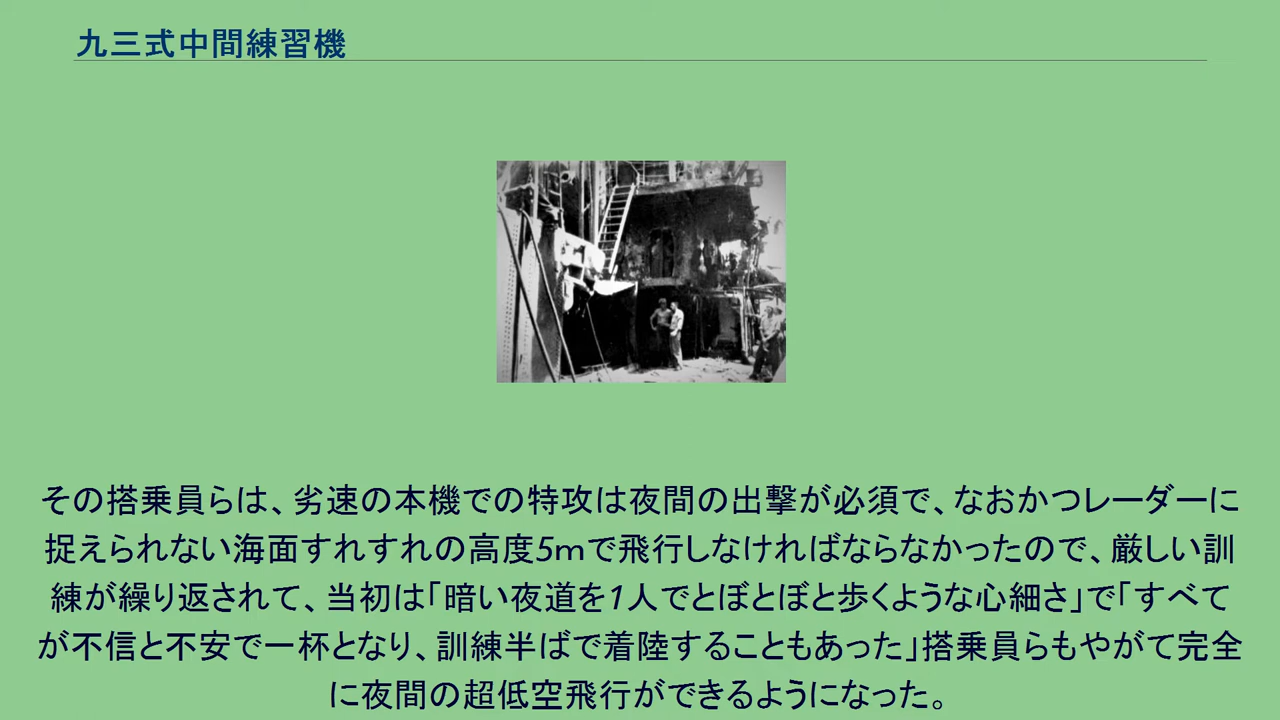 九三式中間練習機
その搭乗員らは、劣速の本機での特攻は夜間の出撃が必須で、なおかつレーダーに
捉えられない海面すれすれの高度5mで飛行しなければならなかったので、厳しい訓
練が繰り返されて、当初は「暗い夜道を1人でとぼとぼと歩くような心細さ」で「すべて
が不信と不安で一杯となり、訓練半ばで着陸することもあった」搭乗員らもやがて完全
に夜間の超低空飛行ができるようになった。